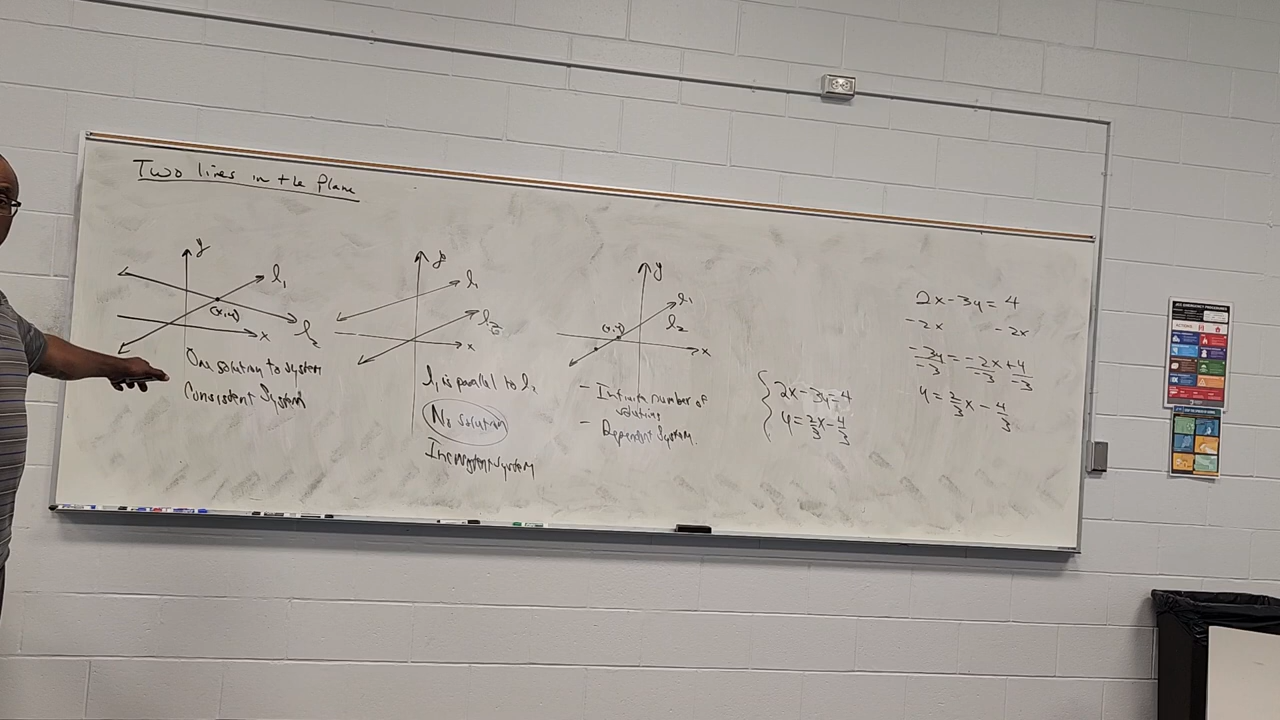 Two lines in the Plane
y
l1
(x,y)
x
l2
One solution to system
Consistent System
y
l1
l2
x
l1 is parallel to l2
No solution
system
y
l1
l2
(x,y)
x
- Infinite number of
solutions
- Dependent System.
{ 2x-3y=4
y=2/3x-4/3
2x-3y=4
-2x -2x
-3y/-3=-2x/-3+4/-3
y=2/3x-4/3